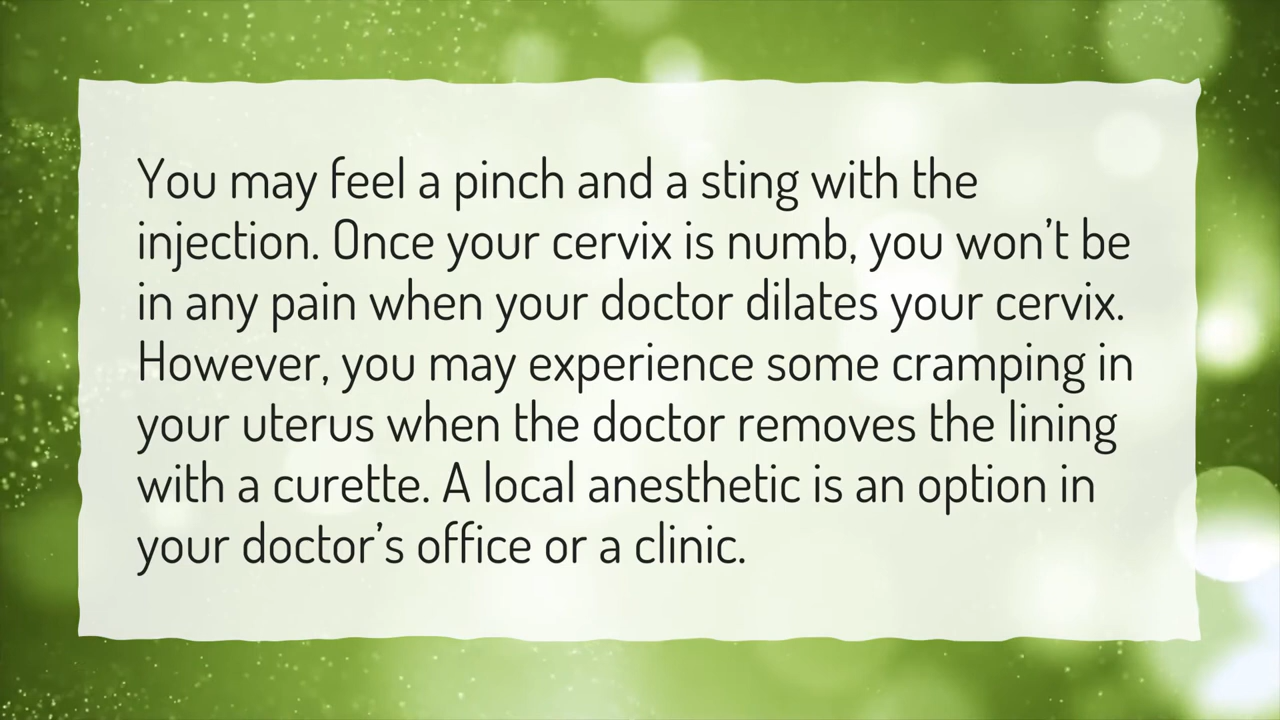 You may feel a pinch and a sting with the
injection. Once your cervix is numb, you won’t be
in any pain when your doctor dilates your cervix.
However, you may experience some cramping in
your uterus when the doctor removes the lining
with a curette. A local anesthetic is an option in
your doctor’s office or a clinic.